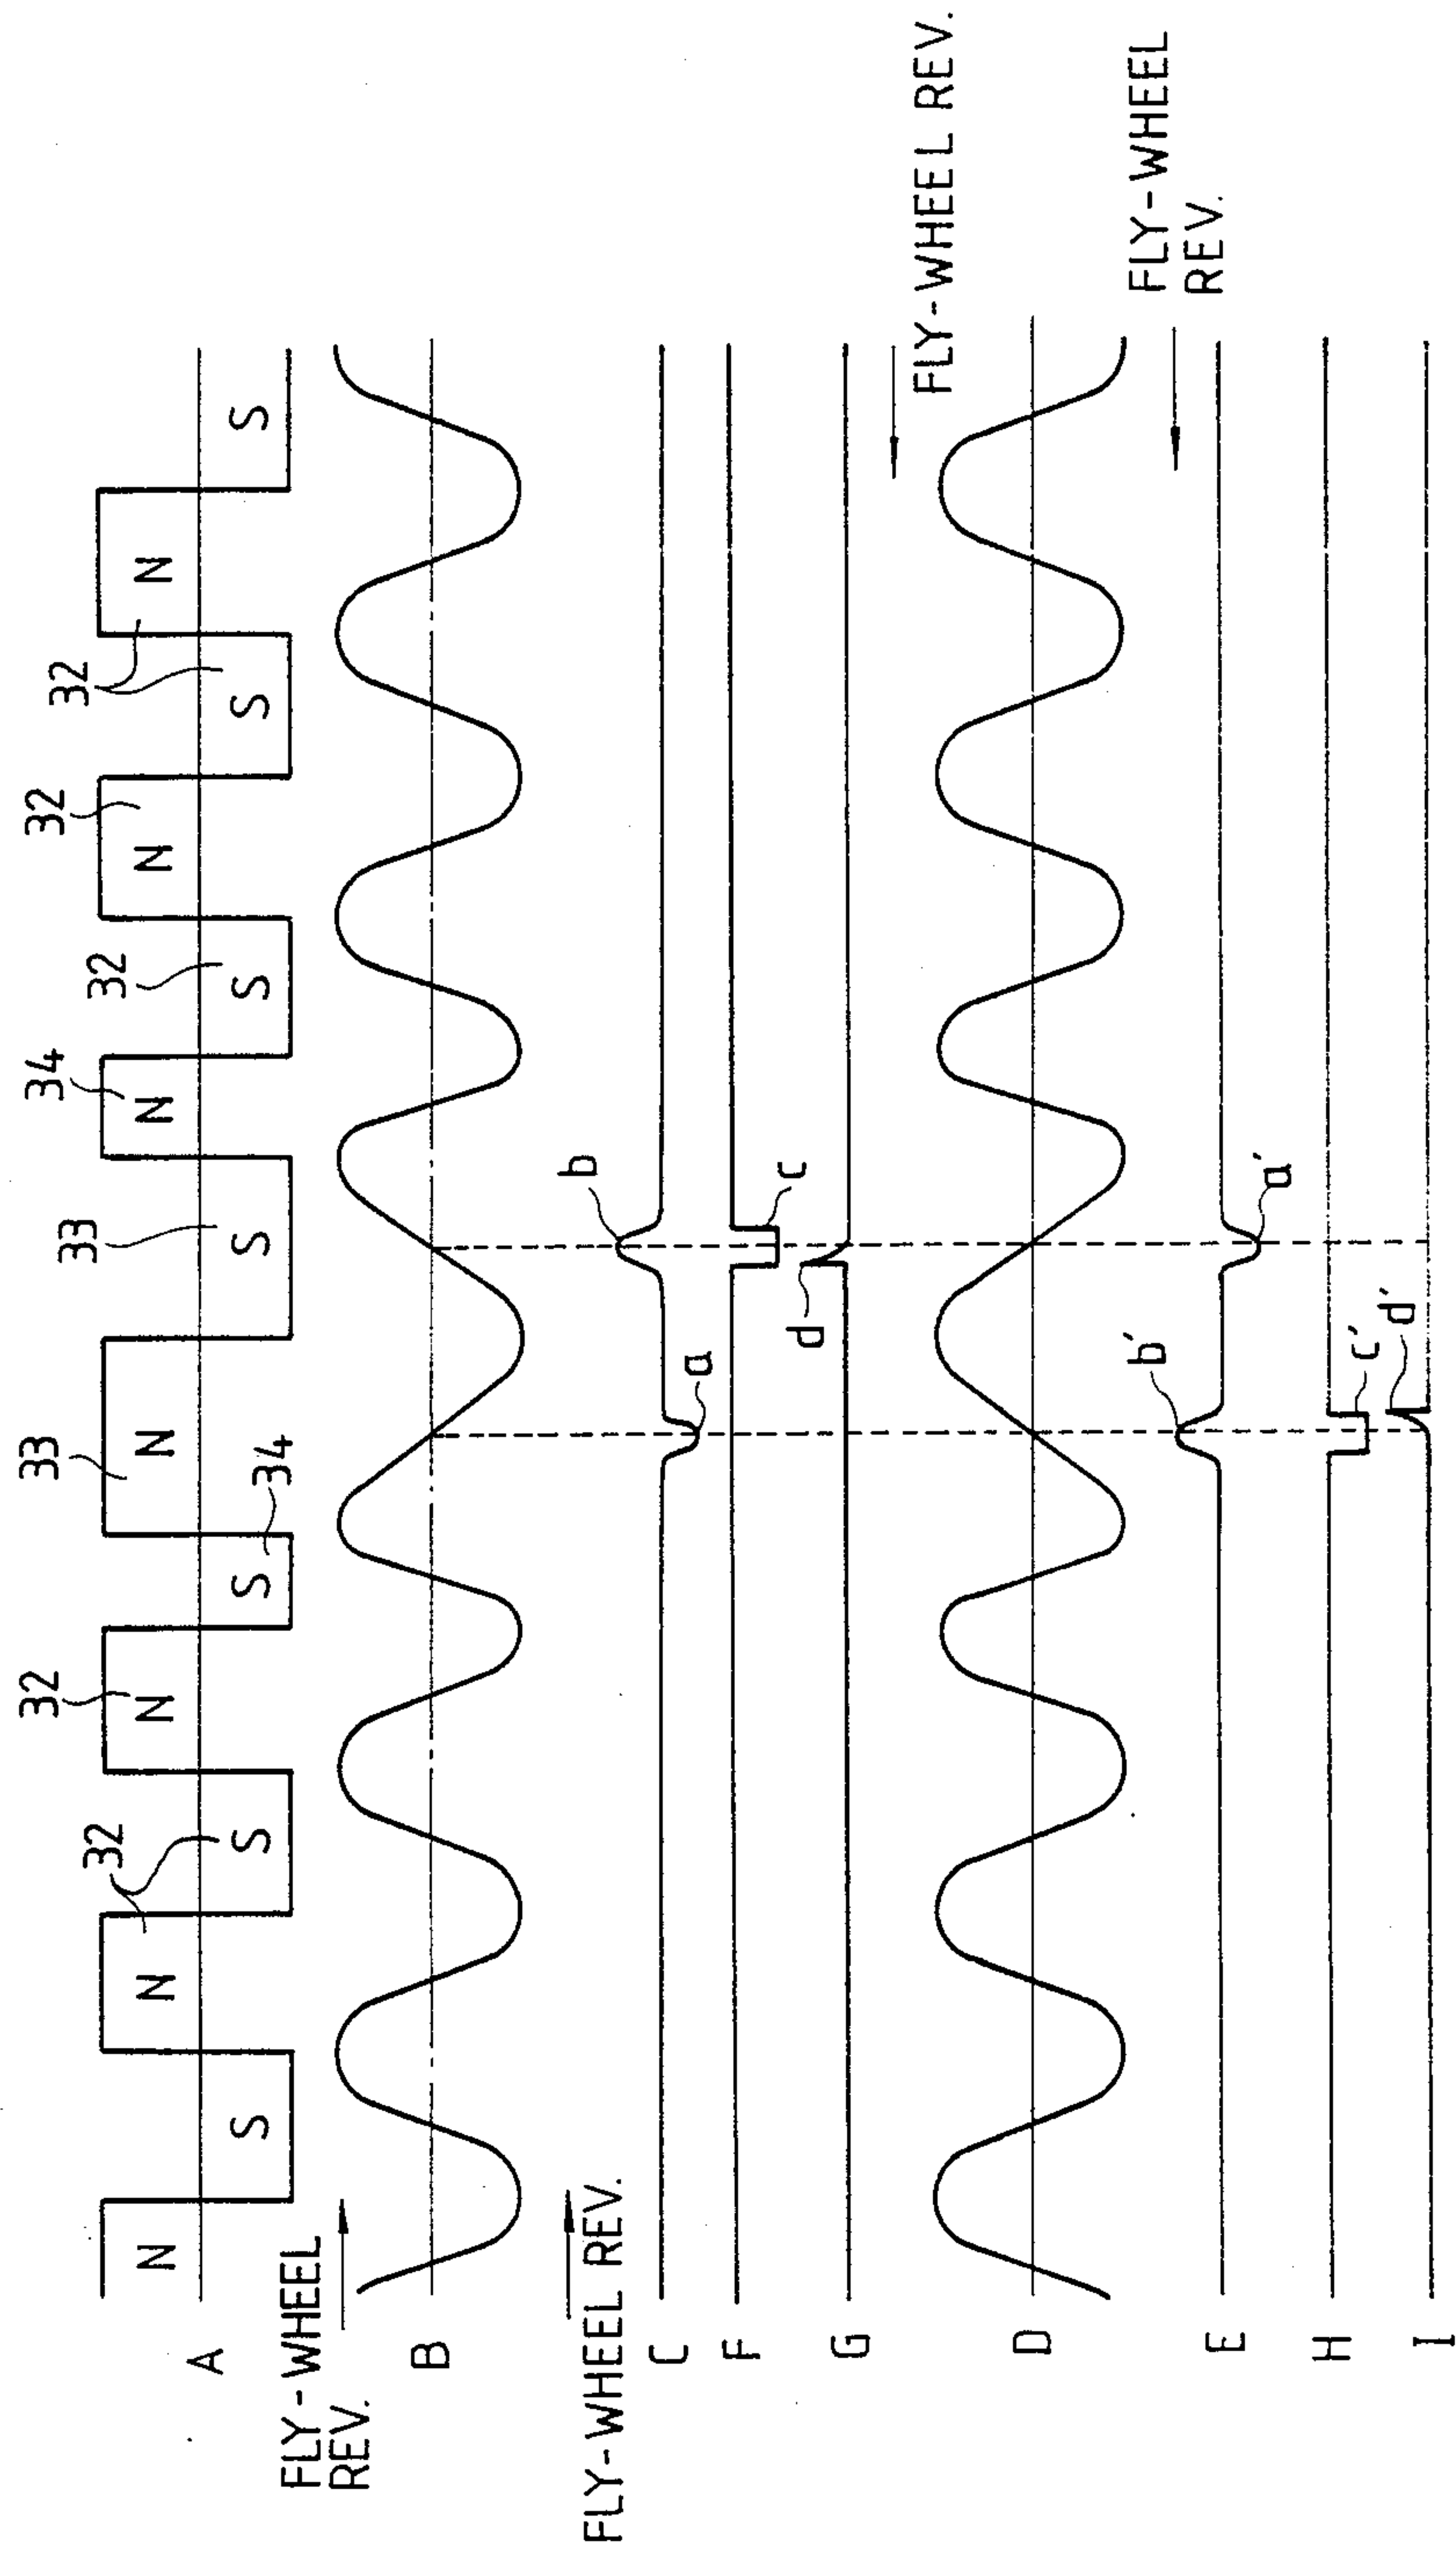 32
33
33
34
32
32
32
32
34
N
S
N
S
N
S
N
S
N
S
N
S
N
S
A
FLY-WHEEL
REV.
B
FLY-WHEEL REV.
C
a
b
F
c
G
d
FLY-WHEEL REV.
D
FLY-WHEEL
REV.
E
b′
a′
H
c′
I
d′